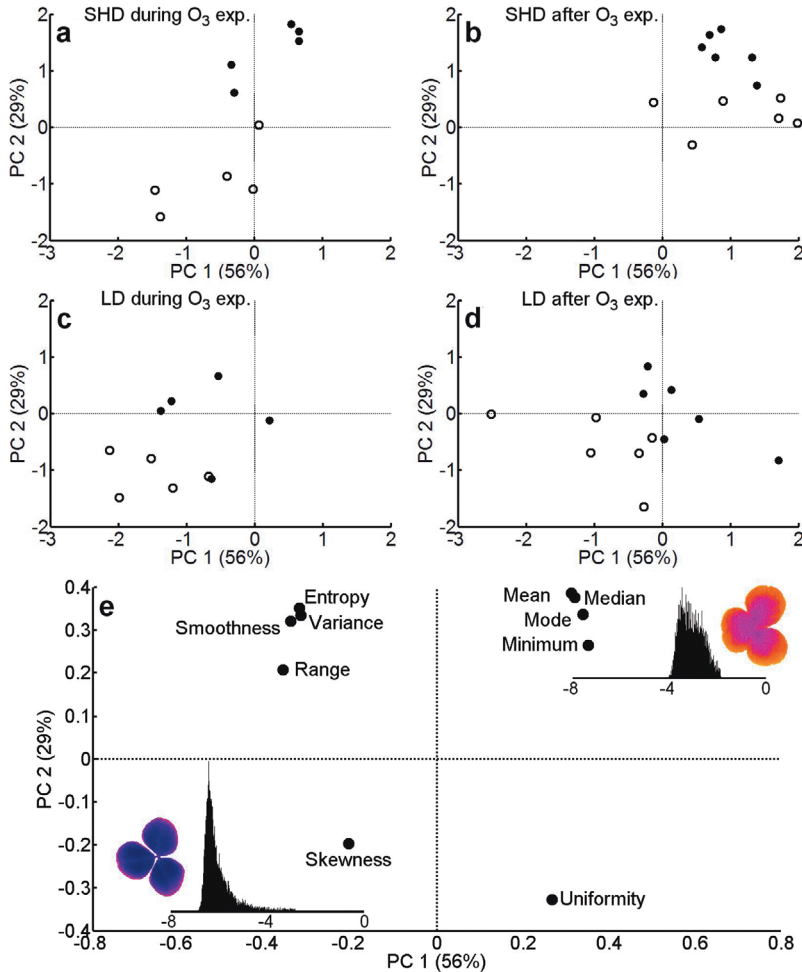 a SHD during O3 exp.
2
1
0
-1
-2
PC 2 (29%)
-3 -2 -1 0 1 2
PC 1 (56%)
b SHD after O3 exp.
2
1
0
-1
-2
PC 2 (29%)
-3 -2 -1 0 1 2
PC 1 (56%)
c LD during O3 exp.
2
1
0
-1
-2
PC 2 (29%)
-3 -2 -1 0 1 2
PC 1 (56%)
d LD after O3 exp.
2
1
0
-1
-2
PC 2 (29%)
-3 -2 -1 0 1 2
PC 1 (56%)
e
0.4
0.3
0.2
0.1
0
-0.1
-0.2
-0.3
-0.4
PC 2 (29%)
Entropy
Smoothness Variance
Range
Mean Median
Mode
Minimum
-8 -4 0
Skewness
-8 -4 0
Uniformity
-0.8 -0.6 -0.4 -0.2 0 0.2 0.4 0.6 0.8
PC 1 (56%)